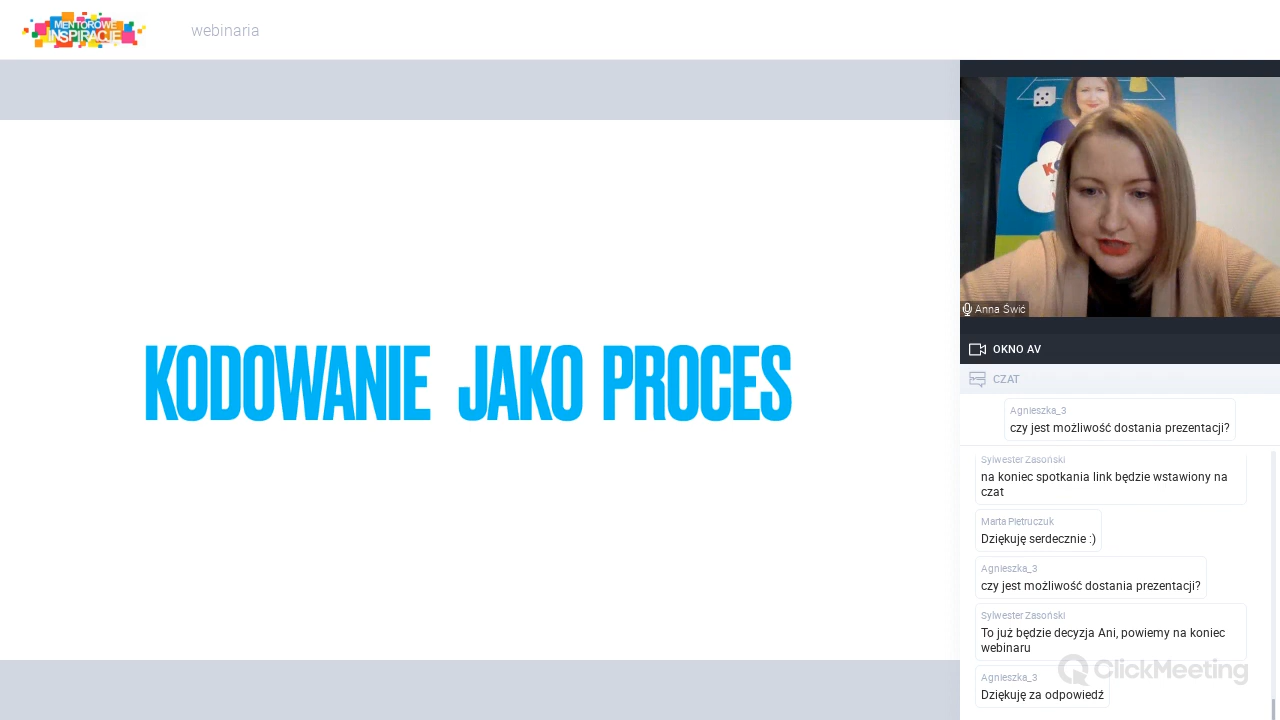 MENTOROWE
INSPIRACJE
webinaria
KODOWANIE JAKO PROCES
Anna Świć
OKNO AV
CZAT
Agnieszka_3
czy jest możliwość dostania prezentacji?
Sylwester Zasoński
na koniec spotkania link będzie wstawiony na
czat
Marta Pietruczuk
Dziękuję serdecznie :)
Agnieszka_3
czy jest możliwość dostania prezentacji?
Sylwester Zasoński
To już będzie decyzja Ani, powiemy na koniec
webinaru
ClickMeeting
Agnieszka_3
Dziękuję za odpowiedź